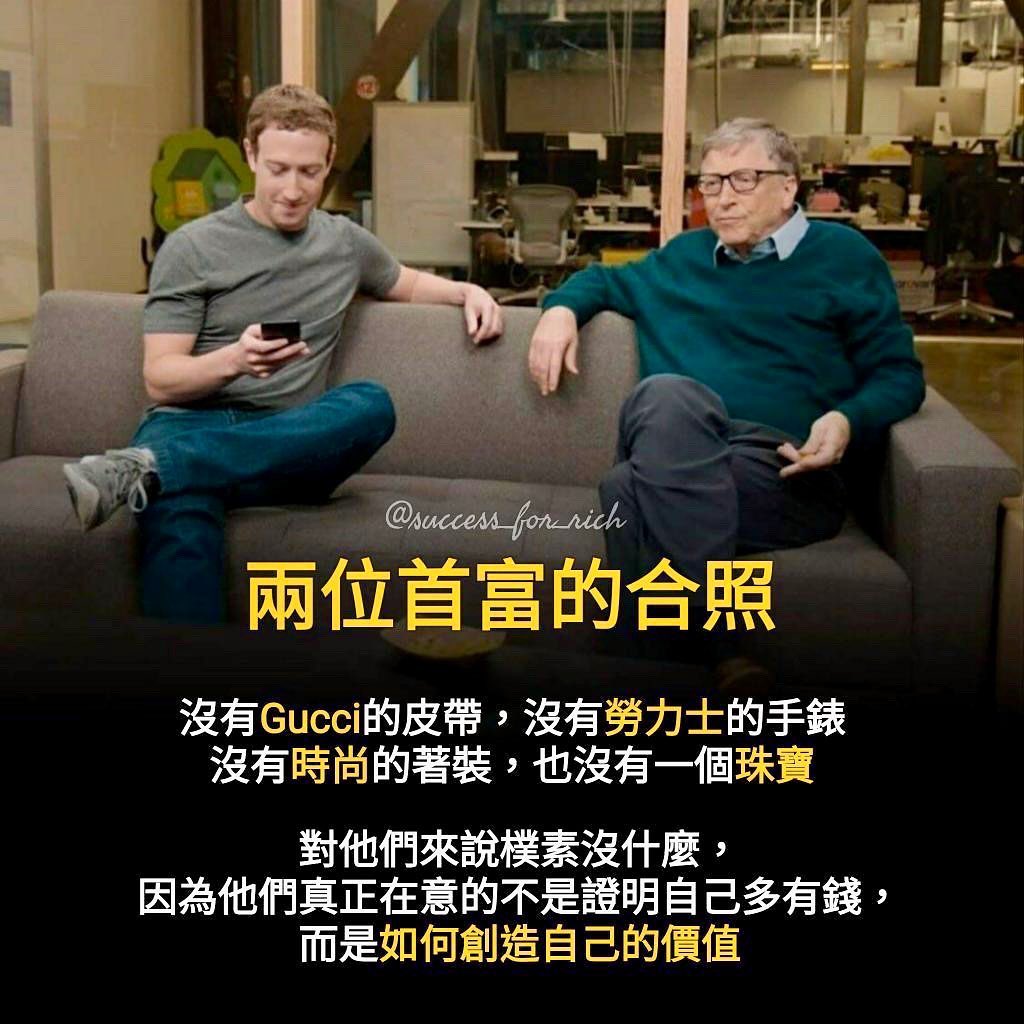 @success_for_rich
兩位首富的合照
沒有Gucci的皮帶，沒有勞力士的手錶
沒有時尚的著裝，也沒有一個珠寶
對他們來說樸素沒什麼，
因為他們真正在意的不是證明自己多有錢，
而是如何創造自己的價值